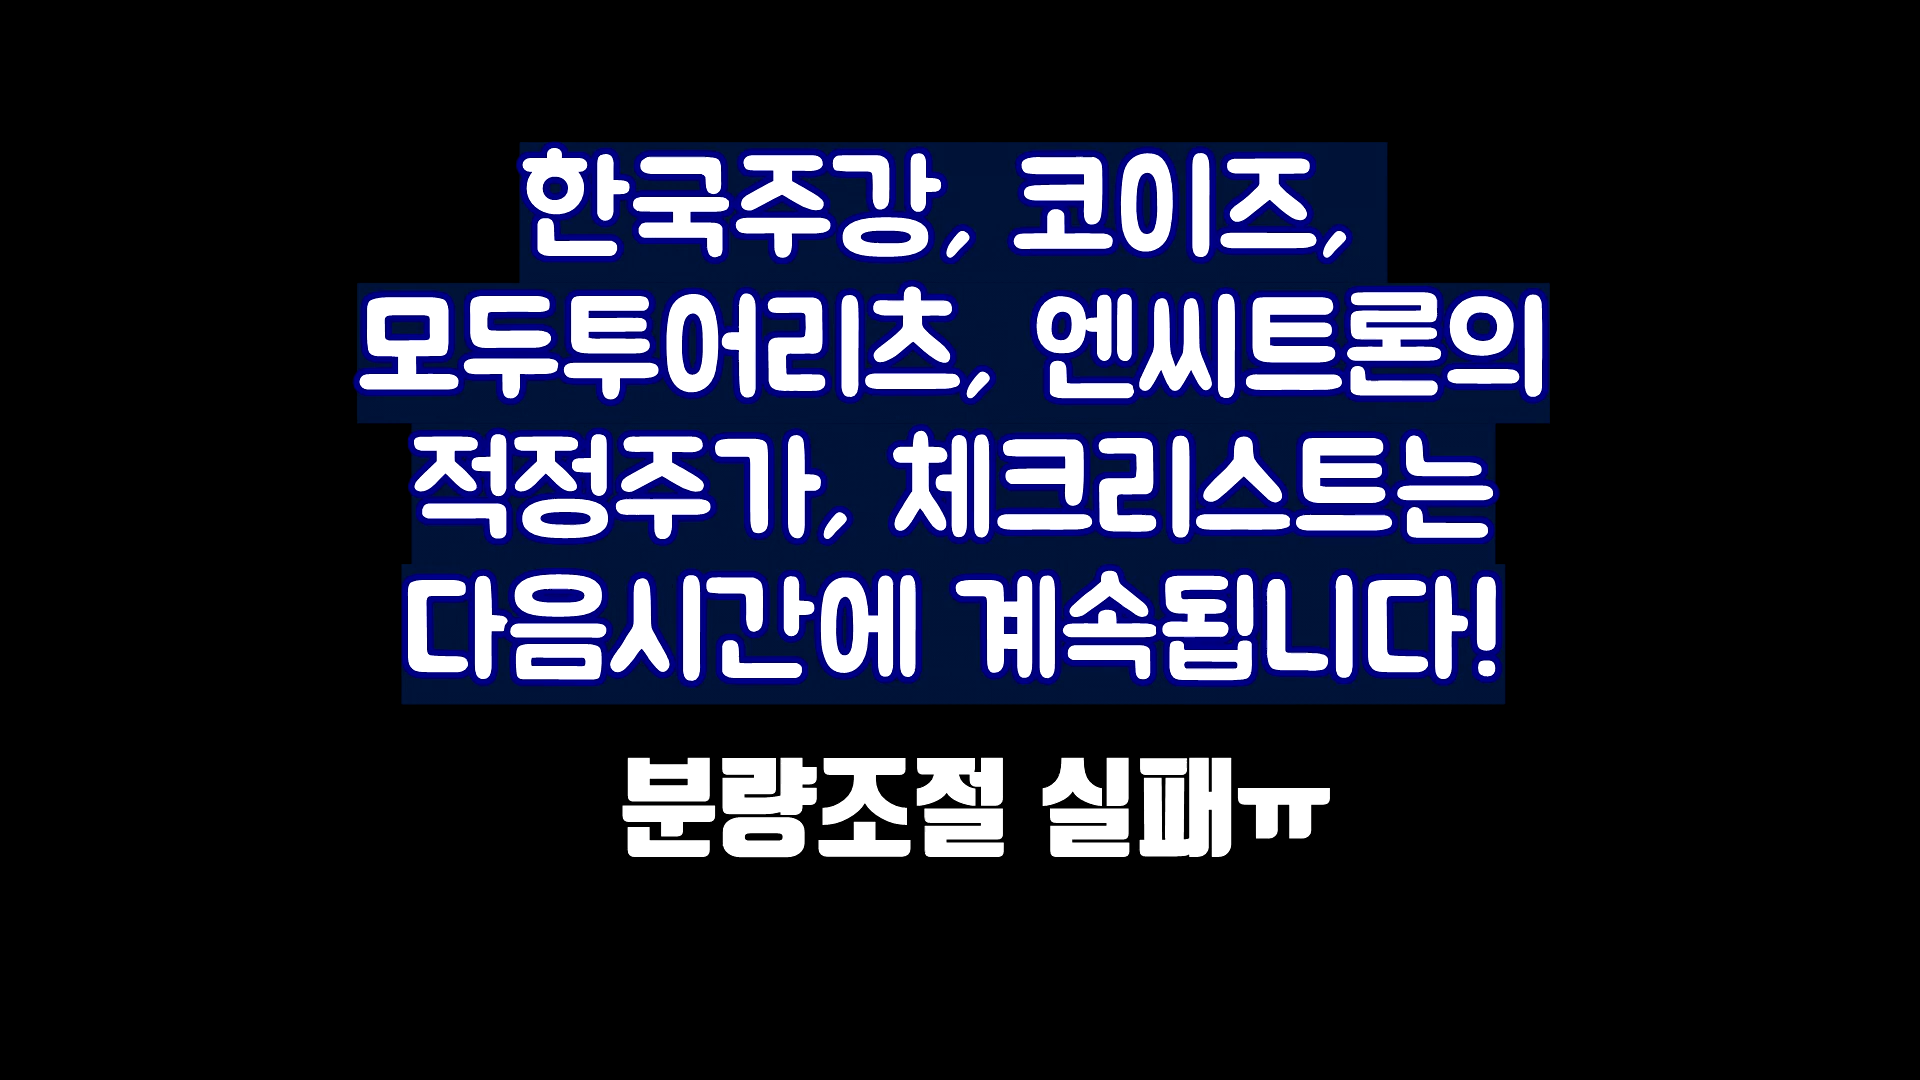 한국주강, 코이즈,
모두투어리츠, 엔씨트론의
적정주가, 체크리스트는
다음시간에 계속됩니다!
분량조절 실패ㅠ